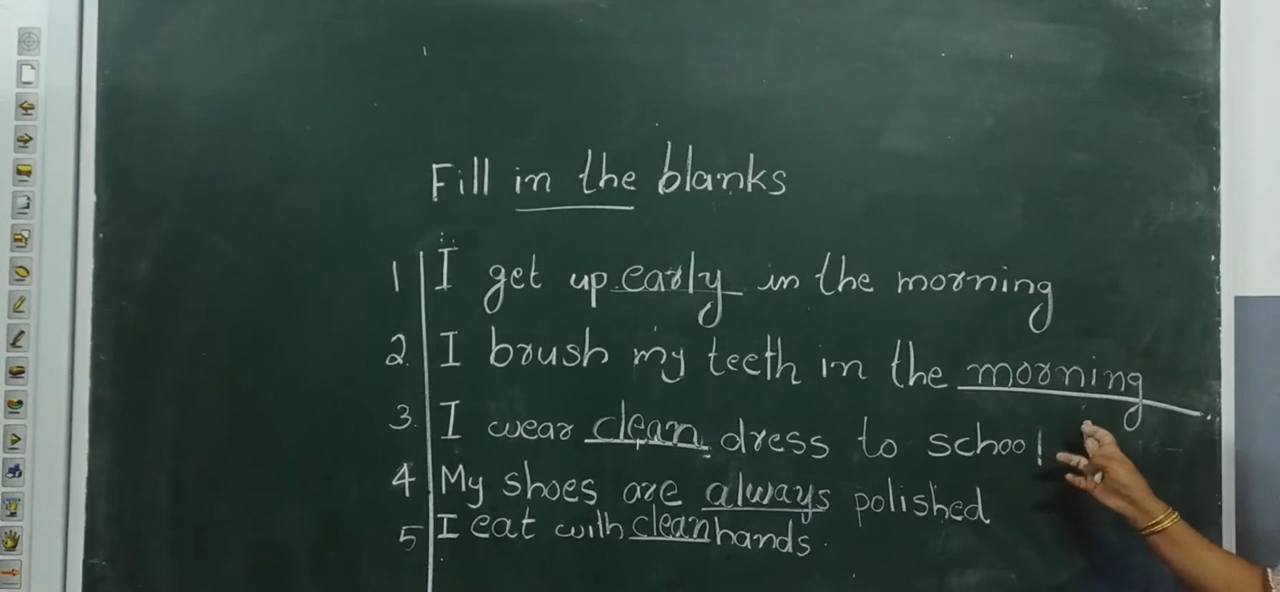 Fill in the blanks
1 I get up early in the morning
2. I brush my teeth in the morning
3. I wear clean dress to school
4 My shoes are always polished
5 I eat with clean hands.